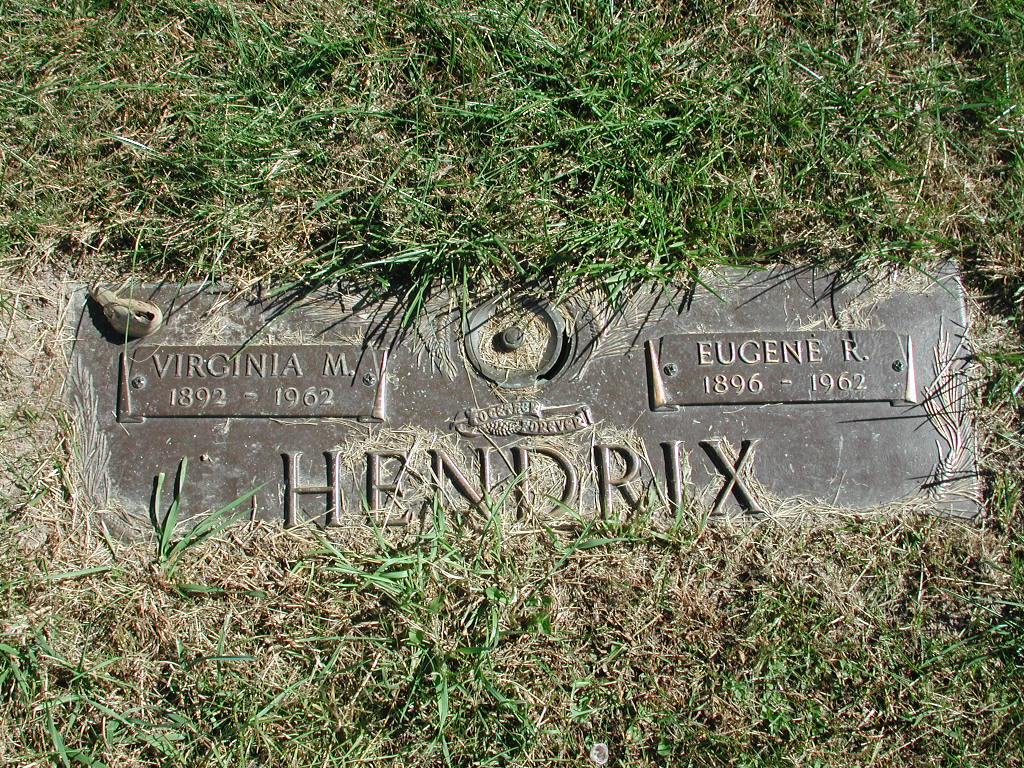 VIRGINIA M.
1892 - 1962
EUGENE R.
1896 - 1962
TOGETHER
FOREVER
HENDRIX